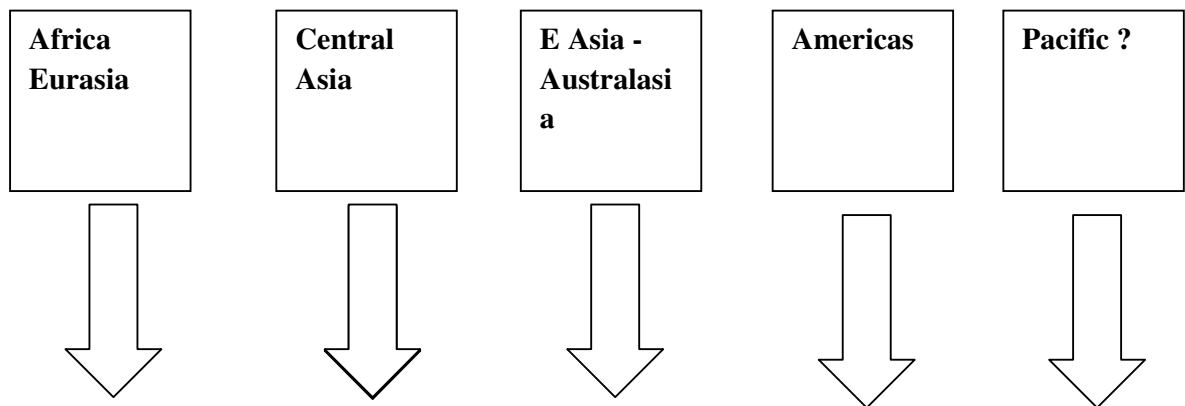 Africa
Eurasia
Central
Asia
E Asia -
Australasi
a
Americas
Pacific ?